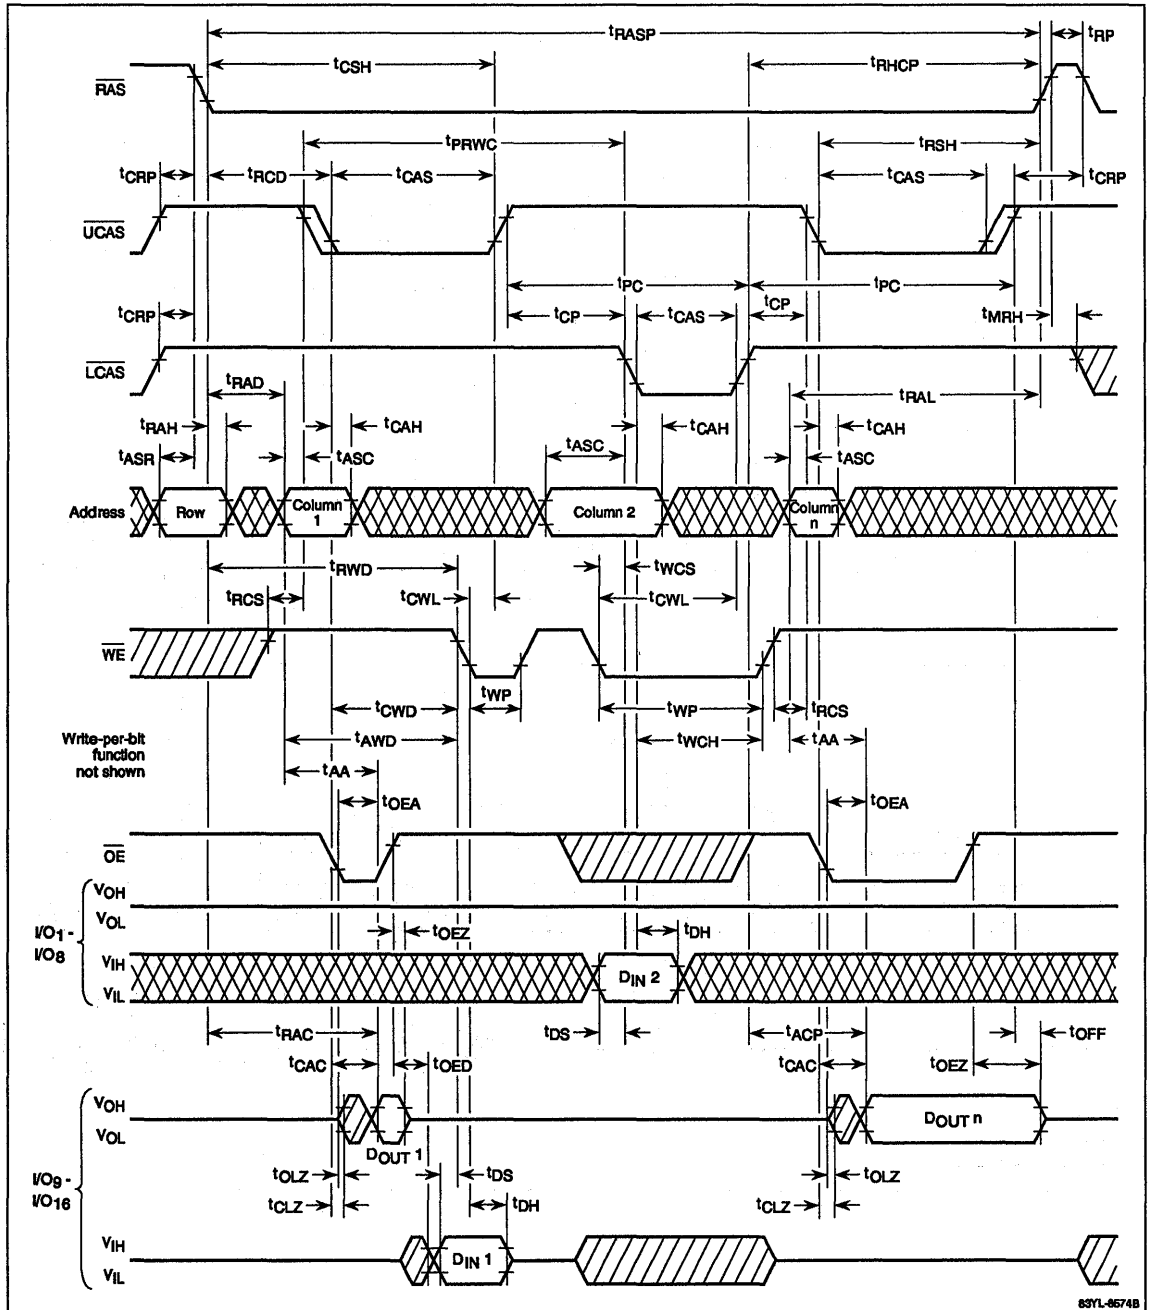 tRASP
tRP
tCSH
tRHCP
RAS
tPRWC
tRSH
tCRP
tRCD
tCAS
tCAS
tCRP
UCAS
tPC
tPC
tCRP
tCP
tCAS
tCP
tMRH
LCAS
tRAD
tRAL
tRAH
tCAH
tCAH
tCAH
tASR
tASC
tASC
tASC
Address
Row
Column 1
Column 2
Column n
tRWD
tWCS
tRCS
tCWL
tCWL
WE
tWP
tWP
tRCS
tCWD
tWCH
Write-per-bit
function
not shown
tAWD
tAA
tAA
tOEA
tOEA
OE
VOH
VOL
tOEZ
tDH
I/O1 -
I/O8
VIH
VIL
DIN 2
tRAC
tDS
tACP
tOFF
tCAC
tOED
tCAC
tOEZ
VOH
VOL
DOUT 1
DOUT n
tOLZ
tDS
tOLZ
I/O9 -
I/O16
tCLZ
tDH
tCLZ
VIH
VIL
DIN 1
83YL-8574B